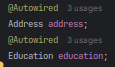 @Autowired 3 usages
Address address;
@Autowired 3 usages
Education education;